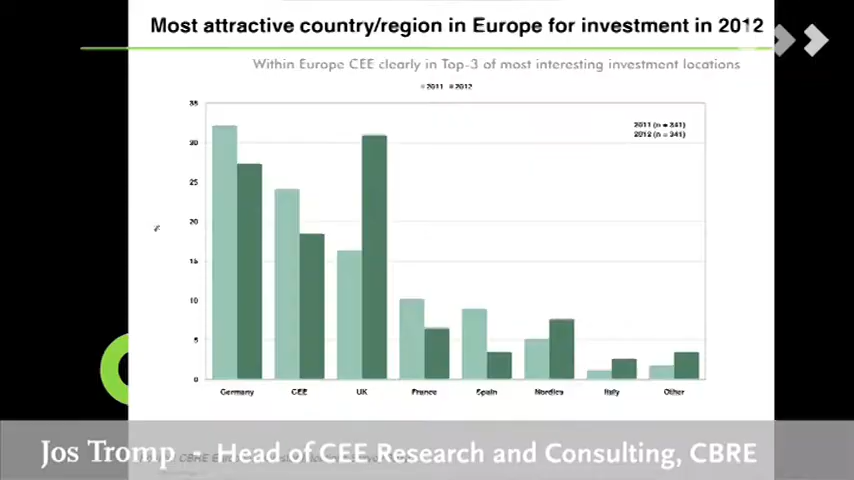 Most attractive country/region in Europe for investment in 2012
Within Europe CEE clearly in Top-3 of most interesting investment locations
2011 2012
35
2011 (n = 341)
2012 (n = 341)
30
25
20
%
15
10
5
0
Germany CEE UK France Spain Nordics Italy Other
Jos Tromp - Head of CEE Research and Consulting, CBRE